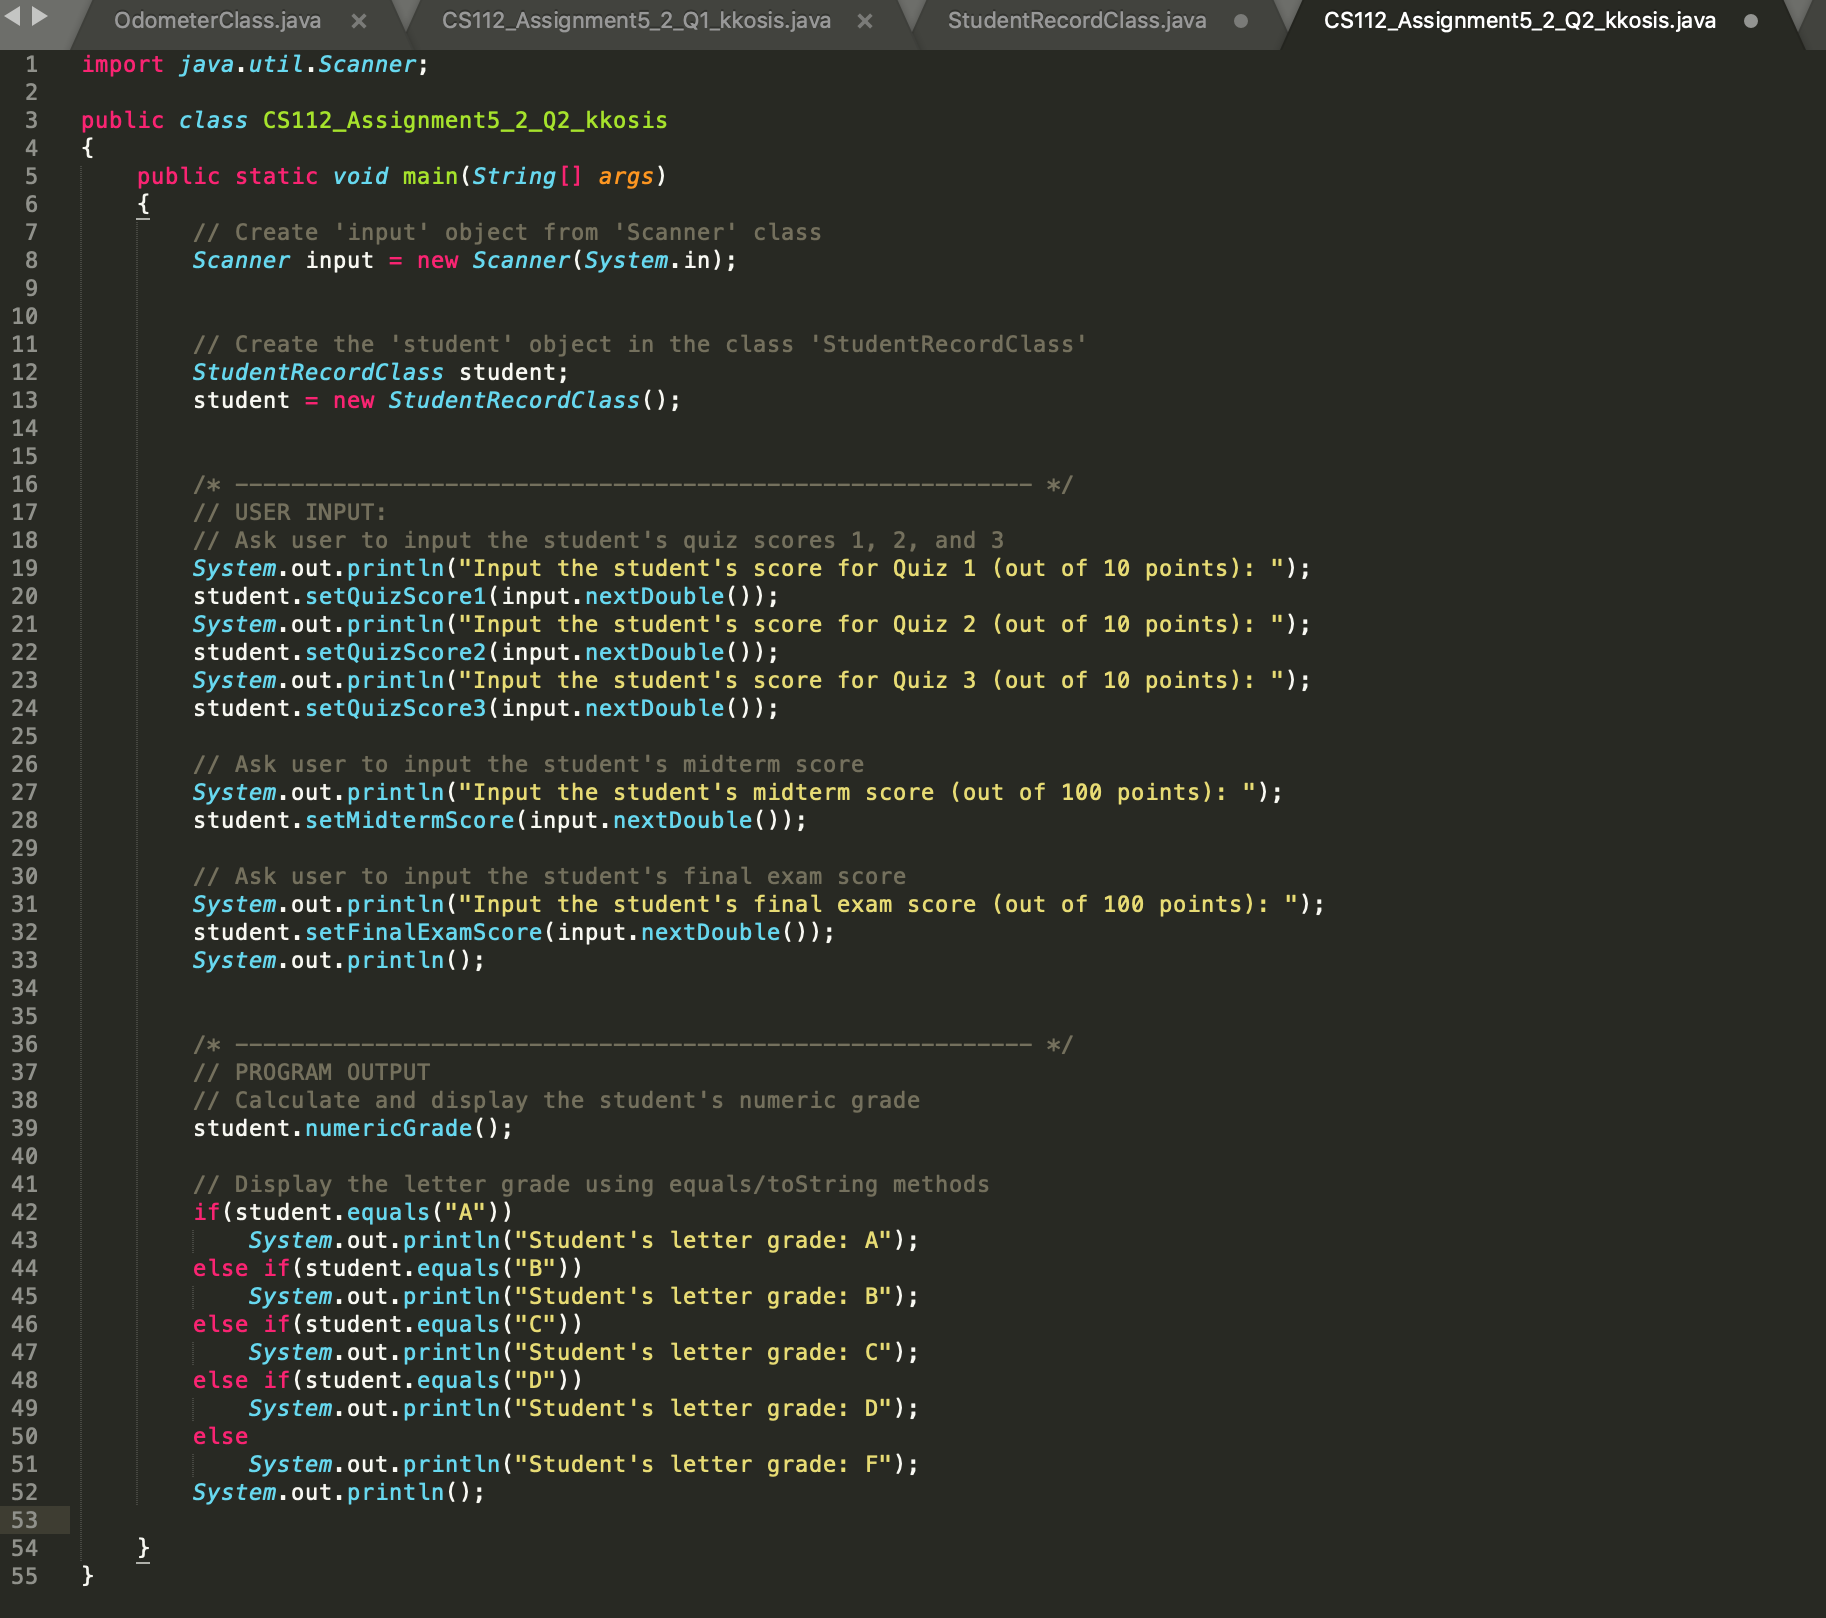 OdometerClass.java × CS112_Assignment5_2_Q1_kkosis.java × StudentRecordClass.java CS112_Assignment5_2_Q2_kkosis.java
1 import java.util.Scanner;
2
3 public class CS112_Assignment5_2_Q2_kkosis
4 {
5 public static void main(String[] args)
6 {
7 // Create 'input' object from 'Scanner' class
8 Scanner input = new Scanner(System.in);
9
10
11 // Create the 'student' object in the class 'StudentRecordClass'
12 StudentRecordClass student;
13 student = new StudentRecordClass();
14
15
16 /* --------------------------------------------------------- */
17 // USER INPUT:
18 // Ask user to input the student's quiz scores 1, 2, and 3
19 System.out.println("Input the student's score for Quiz 1 (out of 10 points): ");
20 student.setQuizScore1(input.nextDouble());
21 System.out.println("Input the student's score for Quiz 2 (out of 10 points): ");
22 student.setQuizScore2(input.nextDouble());
23 System.out.println("Input the student's score for Quiz 3 (out of 10 points): ");
24 student.setQuizScore3(input.nextDouble());
25
26 // Ask user to input the student's midterm score
27 System.out.println("Input the student's midterm score (out of 100 points): ");
28 student.setMidtermScore(input.nextDouble());
29
30 // Ask user to input the student's final exam score
31 System.out.println("Input the student's final exam score (out of 100 points): ");
32 student.setFinalExamScore(input.nextDouble());
33 System.out.println();
34
35
36 /* --------------------------------------------------------- */
37 // PROGRAM OUTPUT
38 // Calculate and display the student's numeric grade
39 student.numericGrade();
40
41 // Display the letter grade using equals/toString methods
42 if(student.equals("A"))
43 System.out.println("Student's letter grade: A");
44 else if(student.equals("B"))
45 System.out.println("Student's letter grade: B");
46 else if(student.equals("C"))
47 System.out.println("Student's letter grade: C");
48 else if(student.equals("D"))
49 System.out.println("Student's letter grade: D");
50 else
51 System.out.println("Student's letter grade: F");
52 System.out.println();
53
54 }
55 }